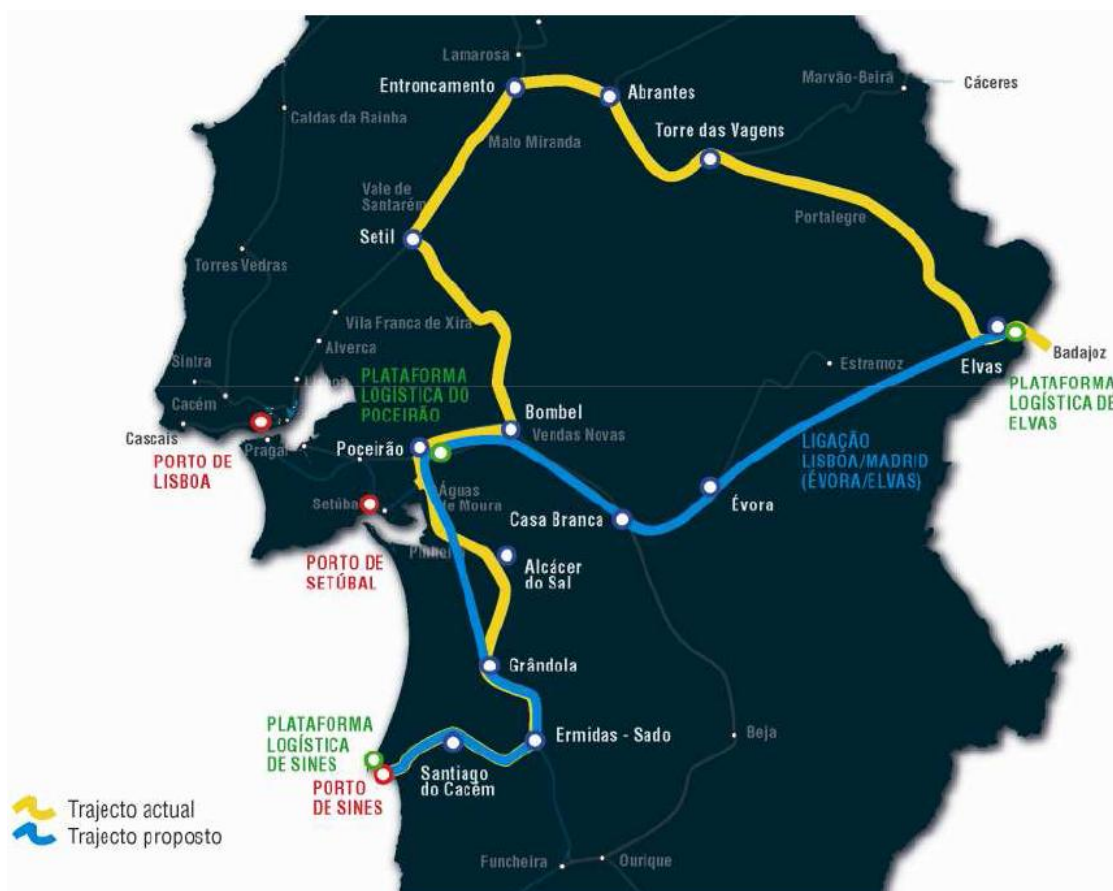 Lamarosa
Entroncamento
Abrantes
Marvão-Beirã
Cáceres
Caldas da Rainha
Mato Miranda
Torre das Vagens
Vale de
Santarém
Portalegre
Setil
Torres Vedras
Vila Franca de Xira
Alverca
Sintra
Cacém
PLATAFORMA
LOGÍSTICA DO
POCEIRÃO
Estremoz
Elvas
Badajoz
PLATAFORMA
LOGÍSTICA DE
ELVAS
Bombel
Vendas Novas
Cascais
Pragal
Poceirão
PORTO DE
LISBOA
LIGAÇÃO
LISBOA/MADRID
(ÉVORA/ELVAS)
Setúbal
Águas
de Moura
Évora
Casa Branca
Pinheiro
PORTO DE
SETÚBAL
Alcácer
do Sal
Grândola
PLATAFORMA
LOGÍSTICA
DE SINES
Ermidas - Sado
Beja
Santiago
do Cacém
PORTO
DE SINES
Trajecto actual
Trajecto proposto
Funcheira
Ourique